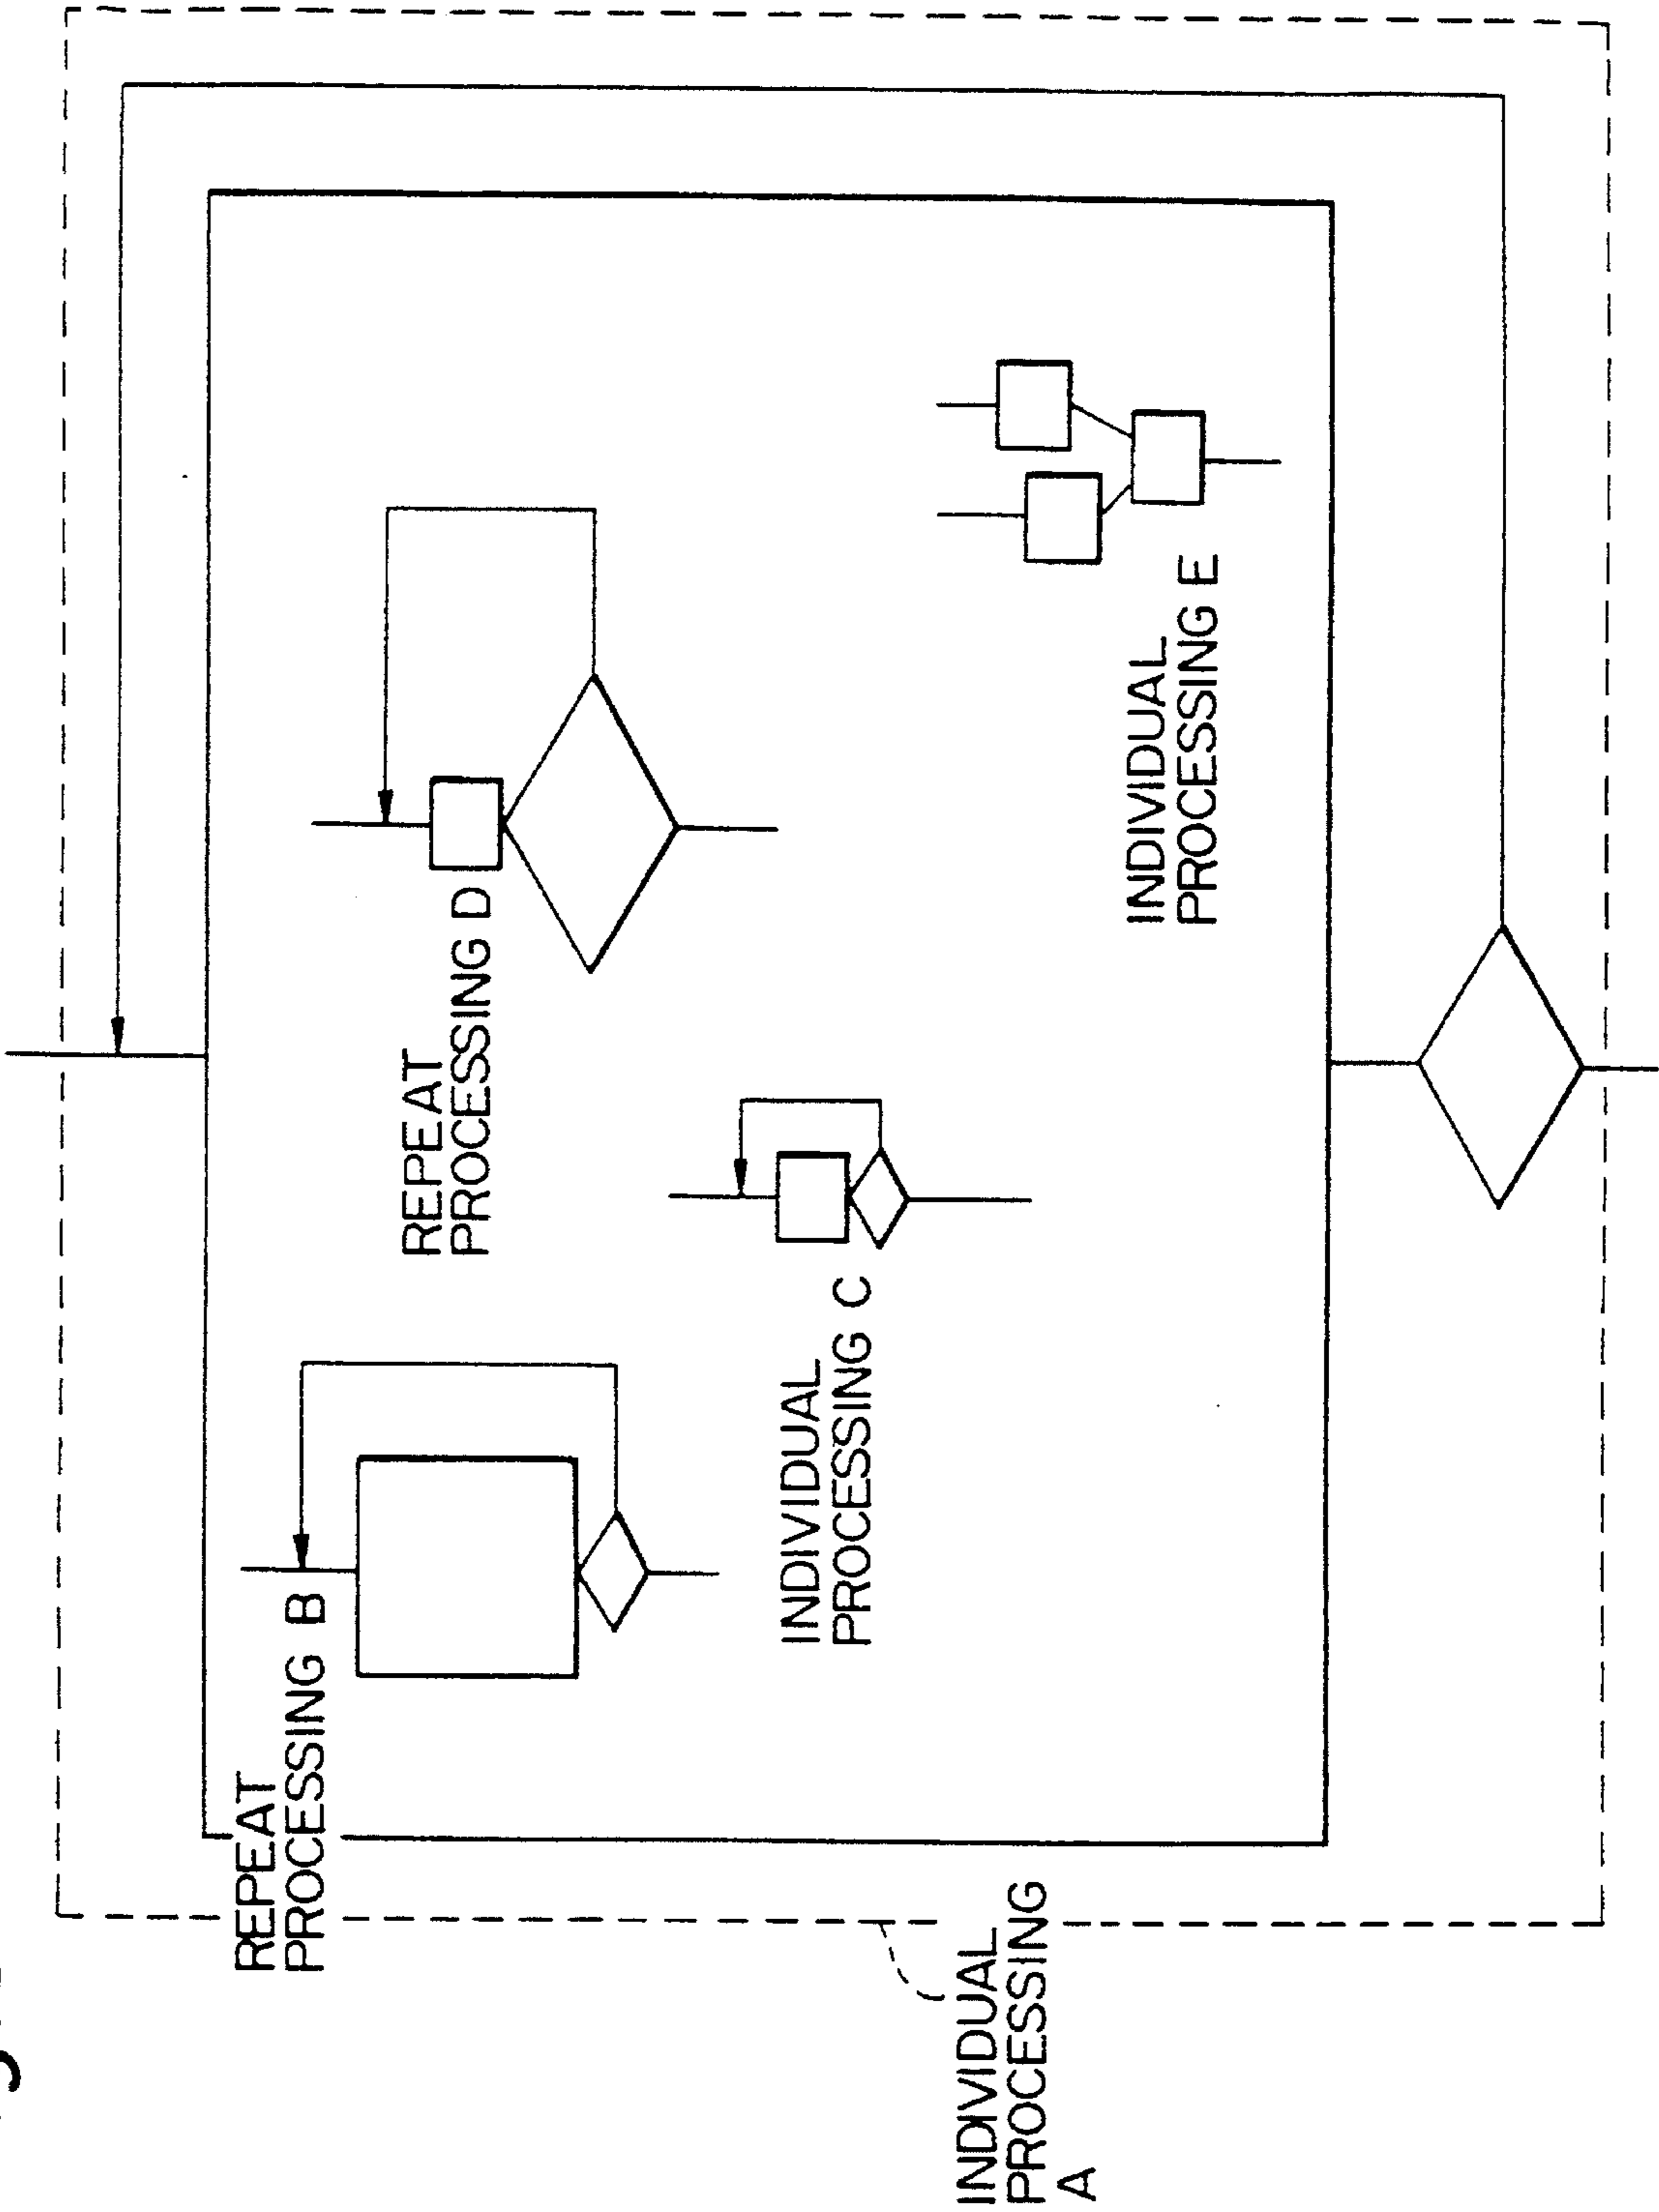 REPEAT
PROCESSING B
REPEAT
PROCESSING D
INDIVIDUAL
PROCESSING C
INDIVIDUAL
PROCESSING E
INDIVIDUAL
PROCESSING
A